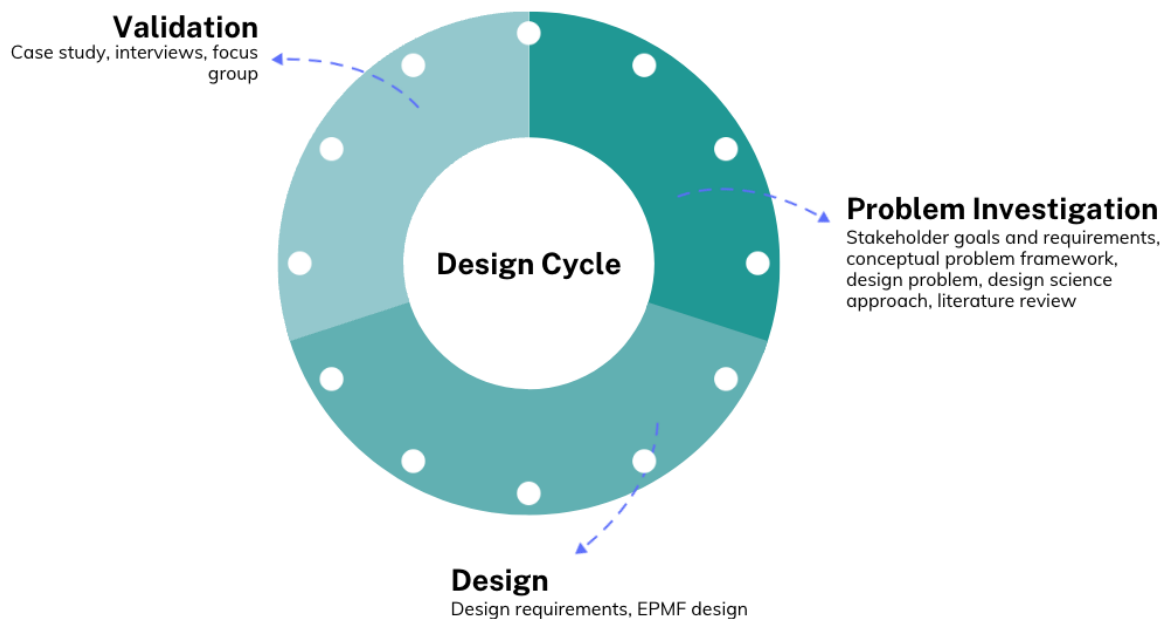 Validation
Case study, interviews, focus
group
Design Cycle
Problem Investigation
Stakeholder goals and requirements,
conceptual problem framework,
design problem, design science
approach, literature review
Design
Design requirements, EPMF design